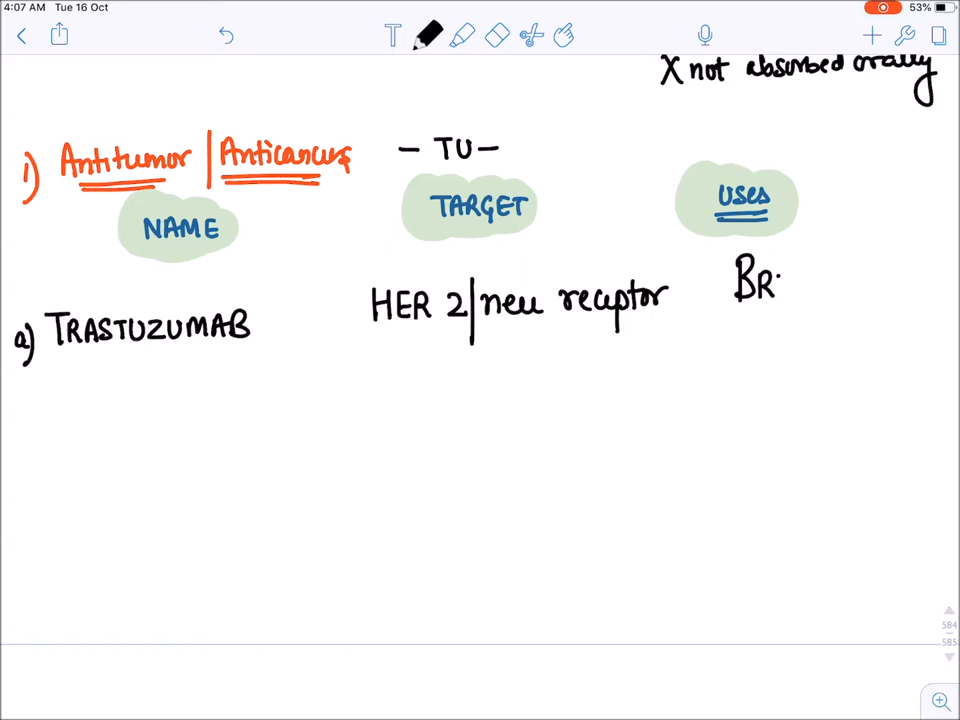 4:07 AM Tue 16 Oct 53%
T
X not absorbed orally
1) Antitumor | Anticancer - TU -
NAME TARGET USES
a) TRASTUZUMAB HER 2 | neu receptor BR
584
585